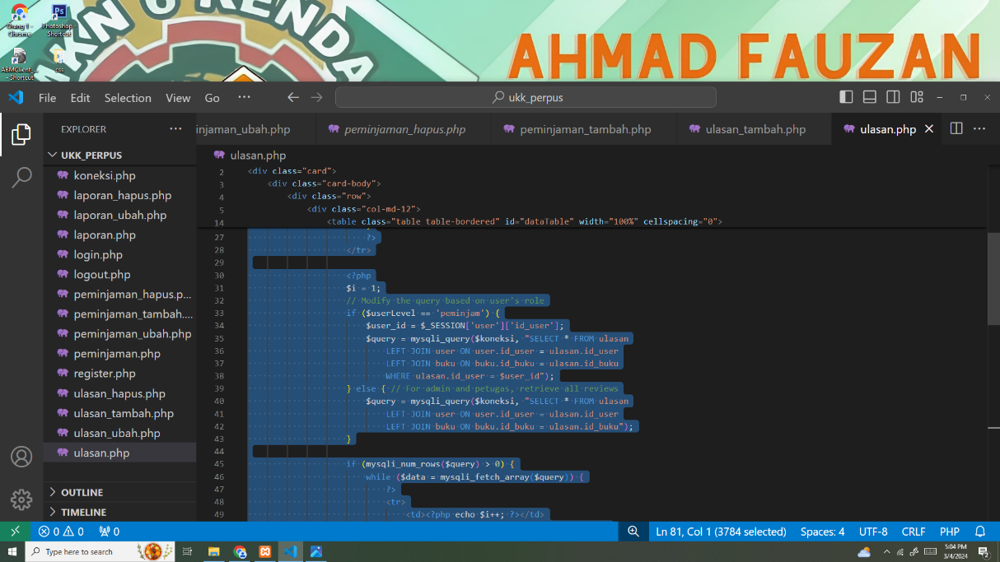 Orang 1 -
Chrome
Photoshop -
Shortcut
ABMClient_...
- Shortcut
css
AHMAD FAUZAN
File Edit Selection View Go ···
ukk_perpus
EXPLORER
injaman_ubah.php
peminjaman_hapus.php
peminjaman_tambah.php
ulasan_tambah.php
ulasan.php
UKK_PERPUS
koneksi.php
laporan_hapus.php
laporan_ubah.php
laporan.php
login.php
logout.php
peminjaman_hapus.p...
peminjaman_tambah....
peminjaman_ubah.php
peminjaman.php
register.php
ulasan_hapus.php
ulasan_tambah.php
ulasan_ubah.php
ulasan.php
OUTLINE
TIMELINE
ulasan.php
2 <div class="card">
3 <div class="card-body">
4 <div class="row">
5 <div class="col-md-12">
14 <table class="table table-bordered" id="dataTable" width="100%" cellspacing="0">
27 ?>
28 </tr>
29
30 <?php
31 $i = 1;
32 // Modify the query based on user's role
33 if ($userLevel == 'peminjam') {
34 $user_id = $_SESSION['user']['id_user'];
35 $query = mysqli_query($koneksi, "SELECT * FROM ulasan
36 LEFT JOIN user ON user.id_user = ulasan.id_user
37 LEFT JOIN buku ON buku.id_buku = ulasan.id_buku
38 WHERE ulasan.id_user = $user_id");
39 } else { // For admin and petugas, retrieve all reviews
40 $query = mysqli_query($koneksi, "SELECT * FROM ulasan
41 LEFT JOIN user ON user.id_user = ulasan.id_user
42 LEFT JOIN buku ON buku.id_buku = ulasan.id_buku");
43 }
44
45 if (mysqli_num_rows($query) > 0) {
46 while ($data = mysqli_fetch_array($query)) {
47 ?>
48 <tr>
49 <td><?php echo $i++; ?></td>
0 0 0
Ln 81, Col 1 (3784 selected) Spaces: 4 UTF-8 CRLF PHP
Type here to search
5:04 PM
3/4/2024
2